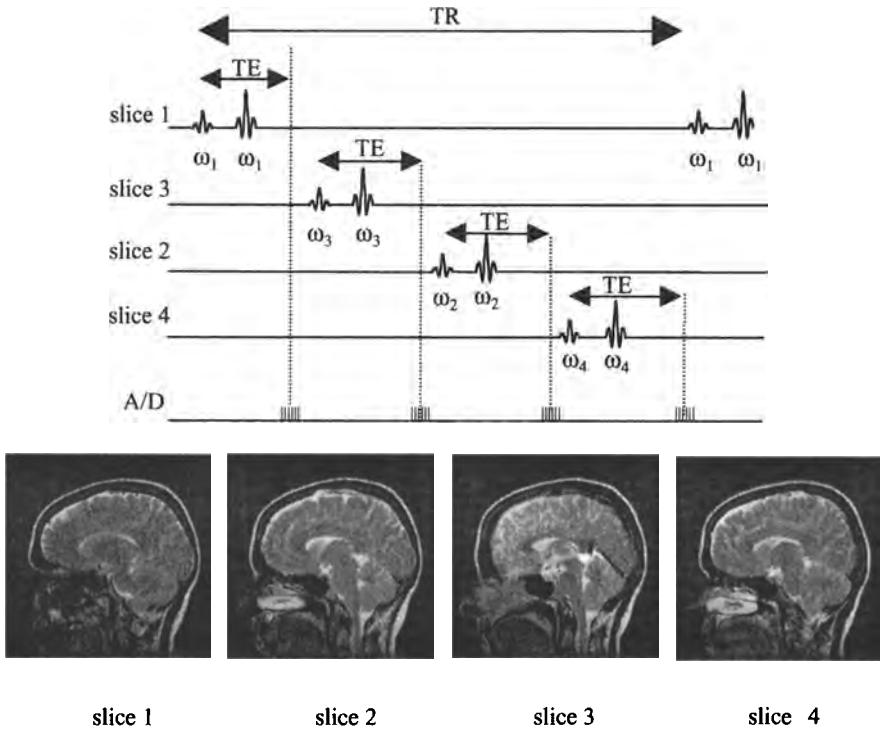 TR
TE
slice 1
ω1 ω1 ω1 ω1
TE
slice 3
ω3 ω3
TE
slice 2
ω2 ω2
TE
slice 4
ω4 ω4
A/D
slice 1 slice 2 slice 3 slice 4